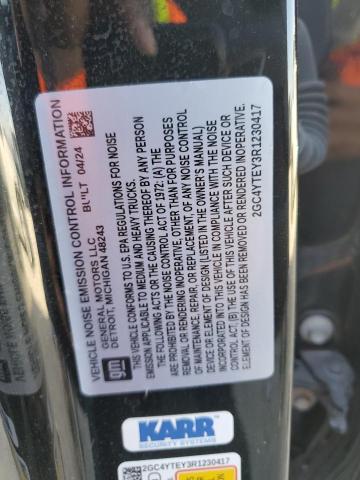 VEHICLE NOISE EMISSION CONTROL INFORMATION
GENERAL MOTORS LLC
DETROIT, MICHIGAN 48243
BUILT 04/24
gm
THIS VEHICLE CONFORMS TO U.S. EPA REGULATIONS FOR NOISE
EMISSION APPLICABLE TO MEDIUM AND HEAVY TRUCKS.
THE FOLLOWING ACTS OR THE CAUSING THEREOF BY ANY PERSON
ARE PROHIBITED BY THE NOISE CONTROL ACT OF 1972: (A) THE
REMOVAL OR RENDERING INOPERATIVE, OTHER THAN FOR PURPOSES
OF MAINTENANCE, REPAIR, OR REPLACEMENT, OF ANY NOISE CONTROL
DEVICE OR ELEMENT OF DESIGN (LISTED IN THE OWNER'S MANUAL)
INCORPORATED INTO THIS VEHICLE IN COMPLIANCE WITH THE NOISE
CONTROL ACT, (B) THE USE OF THIS VEHICLE AFTER SUCH DEVICE OR
ELEMENT OF DESIGN HAS BEEN REMOVED OR RENDERED INOPERATIVE.
2GC4YTEY3R1230417
KARR
SECURITY SYSTEMS
2GC4YTEY3R1230417